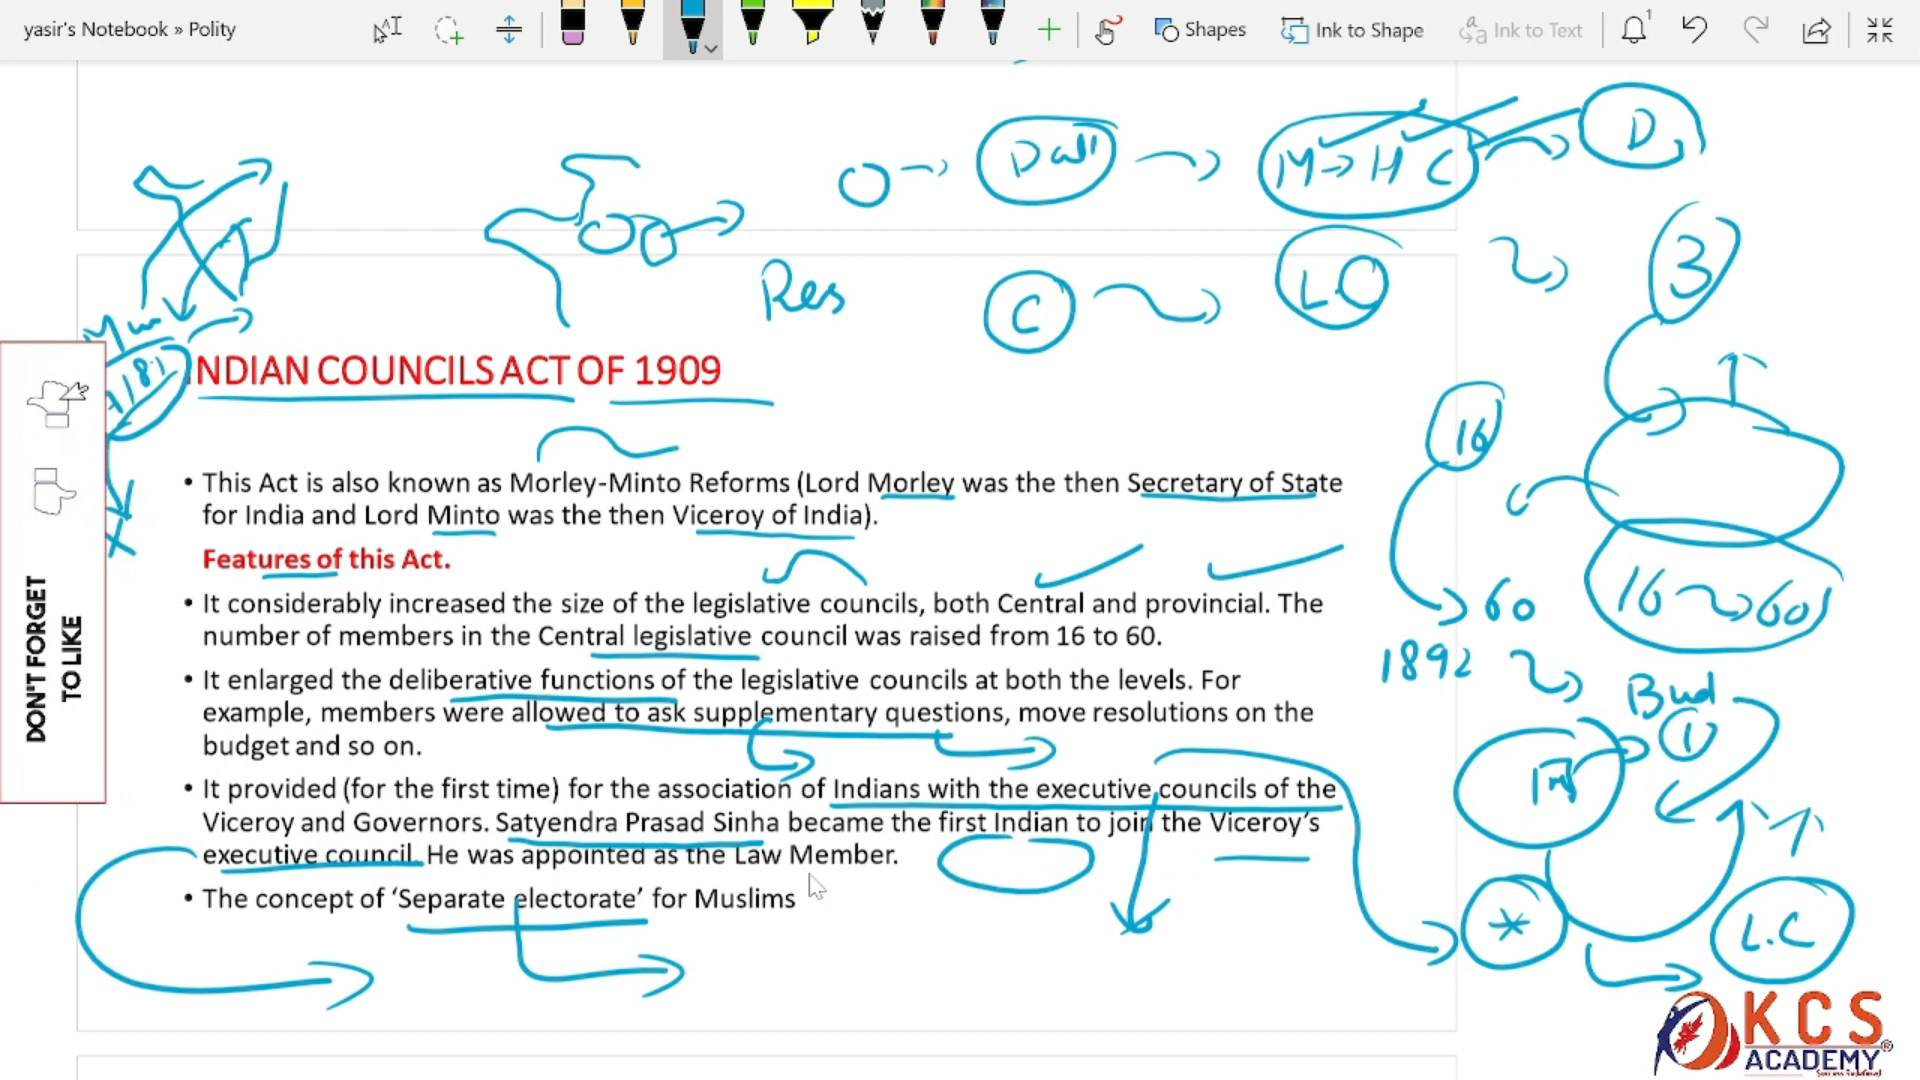 yasir's Notebook » Polity
Shapes
Ink to Shape
Ink to Text
1
D
M → H C
Dall
3
L.C
C
Res
INDIAN COUNCILS ACT OF 1909
16
• This Act is also known as Morley-Minto Reforms (Lord Morley was the then Secretary of State
for India and Lord Minto was the then Viceroy of India).
Features of this Act.
• It considerably increased the size of the legislative councils, both Central and provincial. The
number of members in the Central legislative council was raised from 16 to 60.
60
16 60
1892
Bud
1
• It enlarged the deliberative functions of the legislative councils at both the levels. For
example, members were allowed to ask supplementary questions, move resolutions on the
budget and so on.
• It provided (for the first time) for the association of Indians with the executive councils of the
Viceroy and Governors. Satyendra Prasad Sinha became the first Indian to join the Viceroy's
executive council. He was appointed as the Law Member.
• The concept of ‘Separate electorate’ for Muslims
L.C
DON'T FORGET
TO LIKE
KCS
ACADEMY